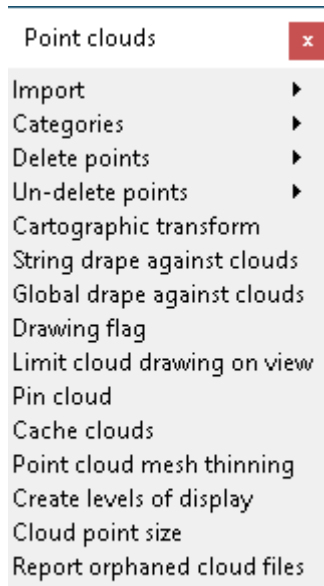 Point clouds
x
Import
Categories
Delete points
Un-delete points
Cartographic transform
String drape against clouds
Global drape against clouds
Drawing flag
Limit cloud drawing on view
Pin cloud
Cache clouds
Point cloud mesh thinning
Create levels of display
Cloud point size
Report orphaned cloud files